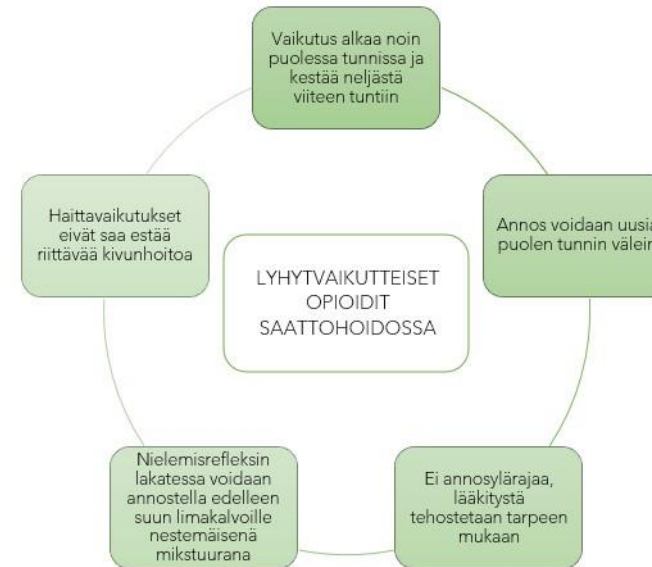 Vaikutus alkaa noin
puolessa tunnissa ja
kestää neljästä
viiteen tuntiin
Annos voidaan uusia
puolen tunnin välein
Ei annosylärajaa,
lääkitystä
tehostetaan tarpeen
mukaan
Nielemisrefleksin
lakatessa voidaan
annostella edelleen
suun limakalvoille
nestemäisenä
mikstuurana
Haittavaikutukset
eivät saa estää
riittävää kivunhoitoa
LYHYTVAIKUTTEISET
OPIOIDIT
SAATTOHOIDOSSA